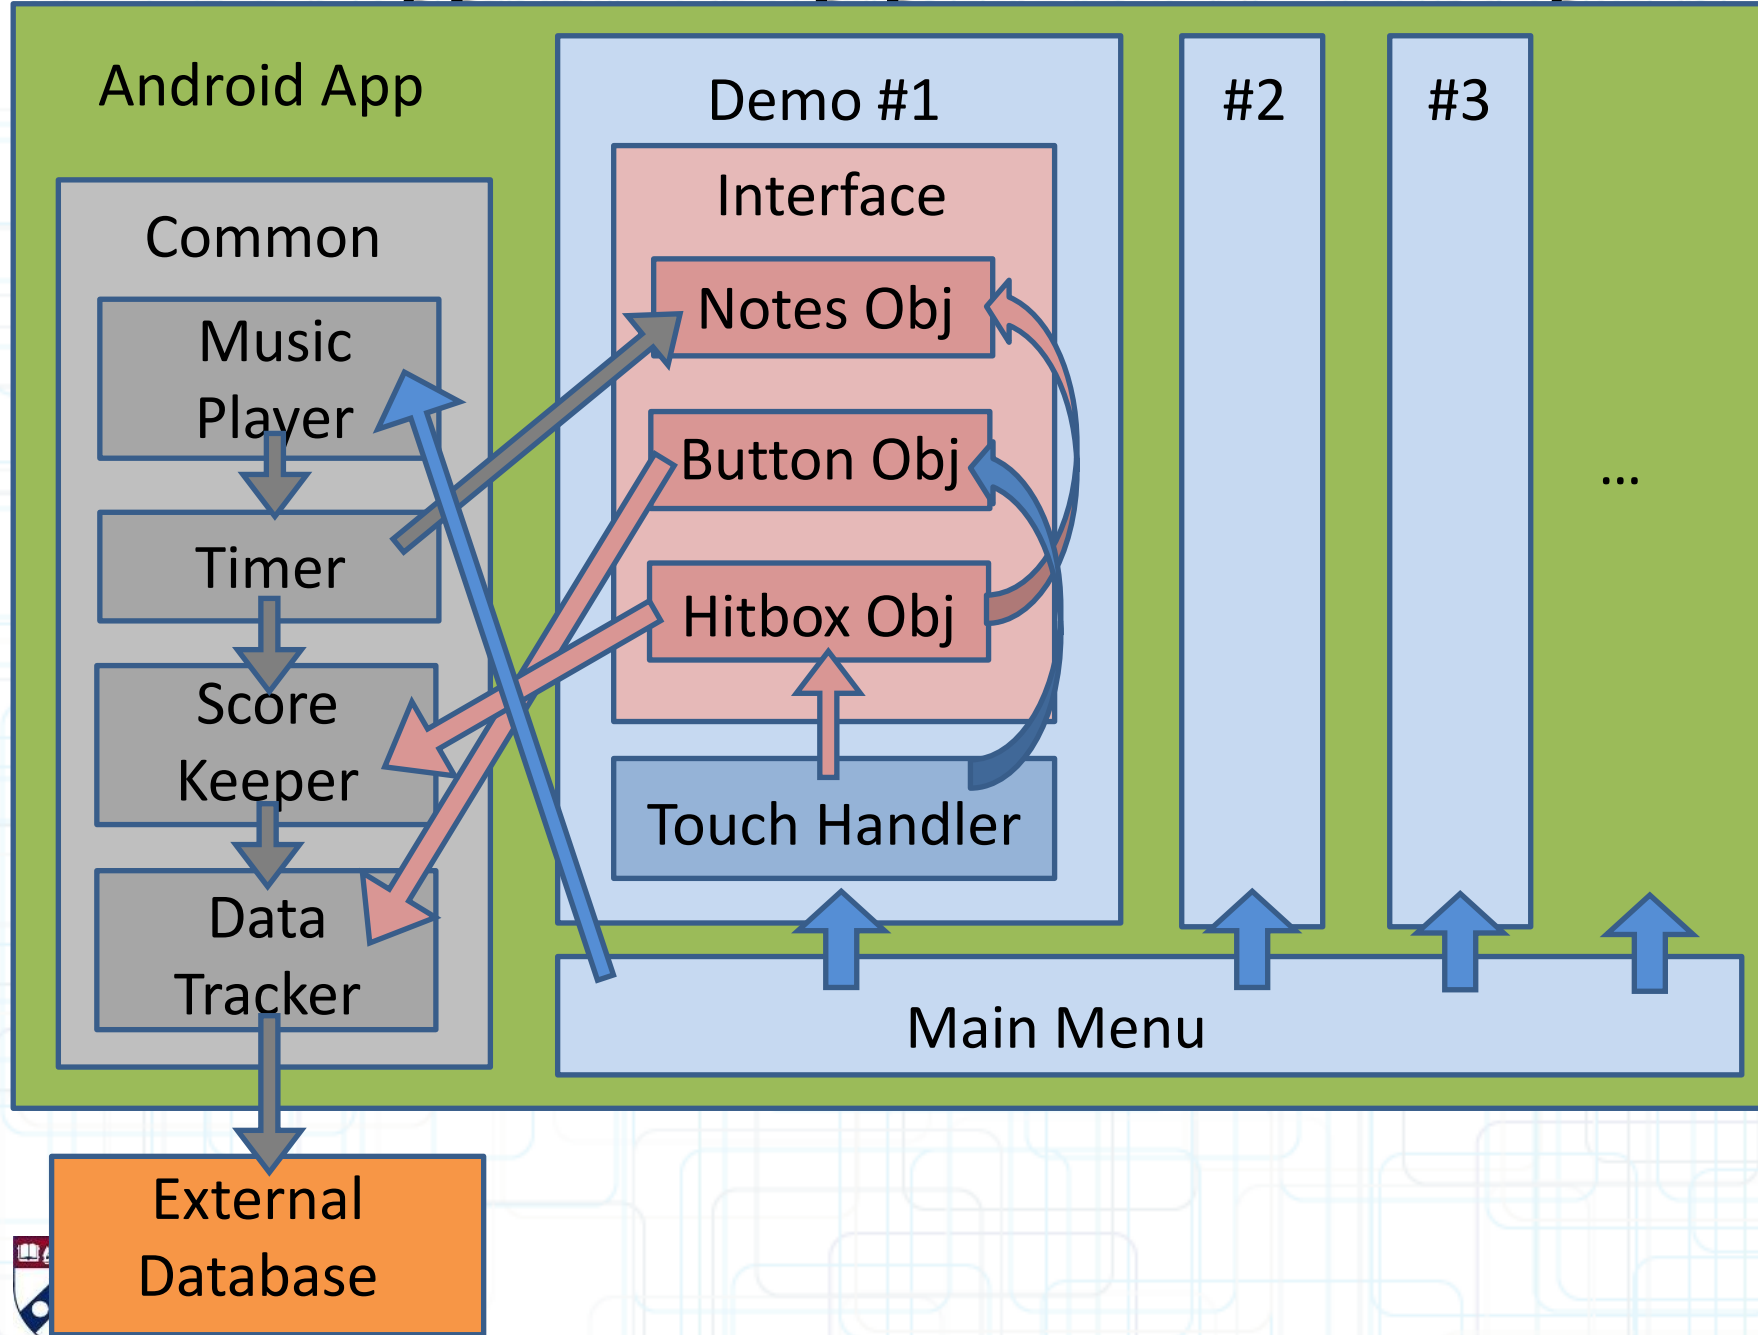 Android App
Common
Music
Player
Timer
Score
Keeper
Data
Tracker
External
Database
Demo #1
Interface
Notes Obj
Button Obj
Hitbox Obj
Touch Handler
#2
#3
...
Main Menu